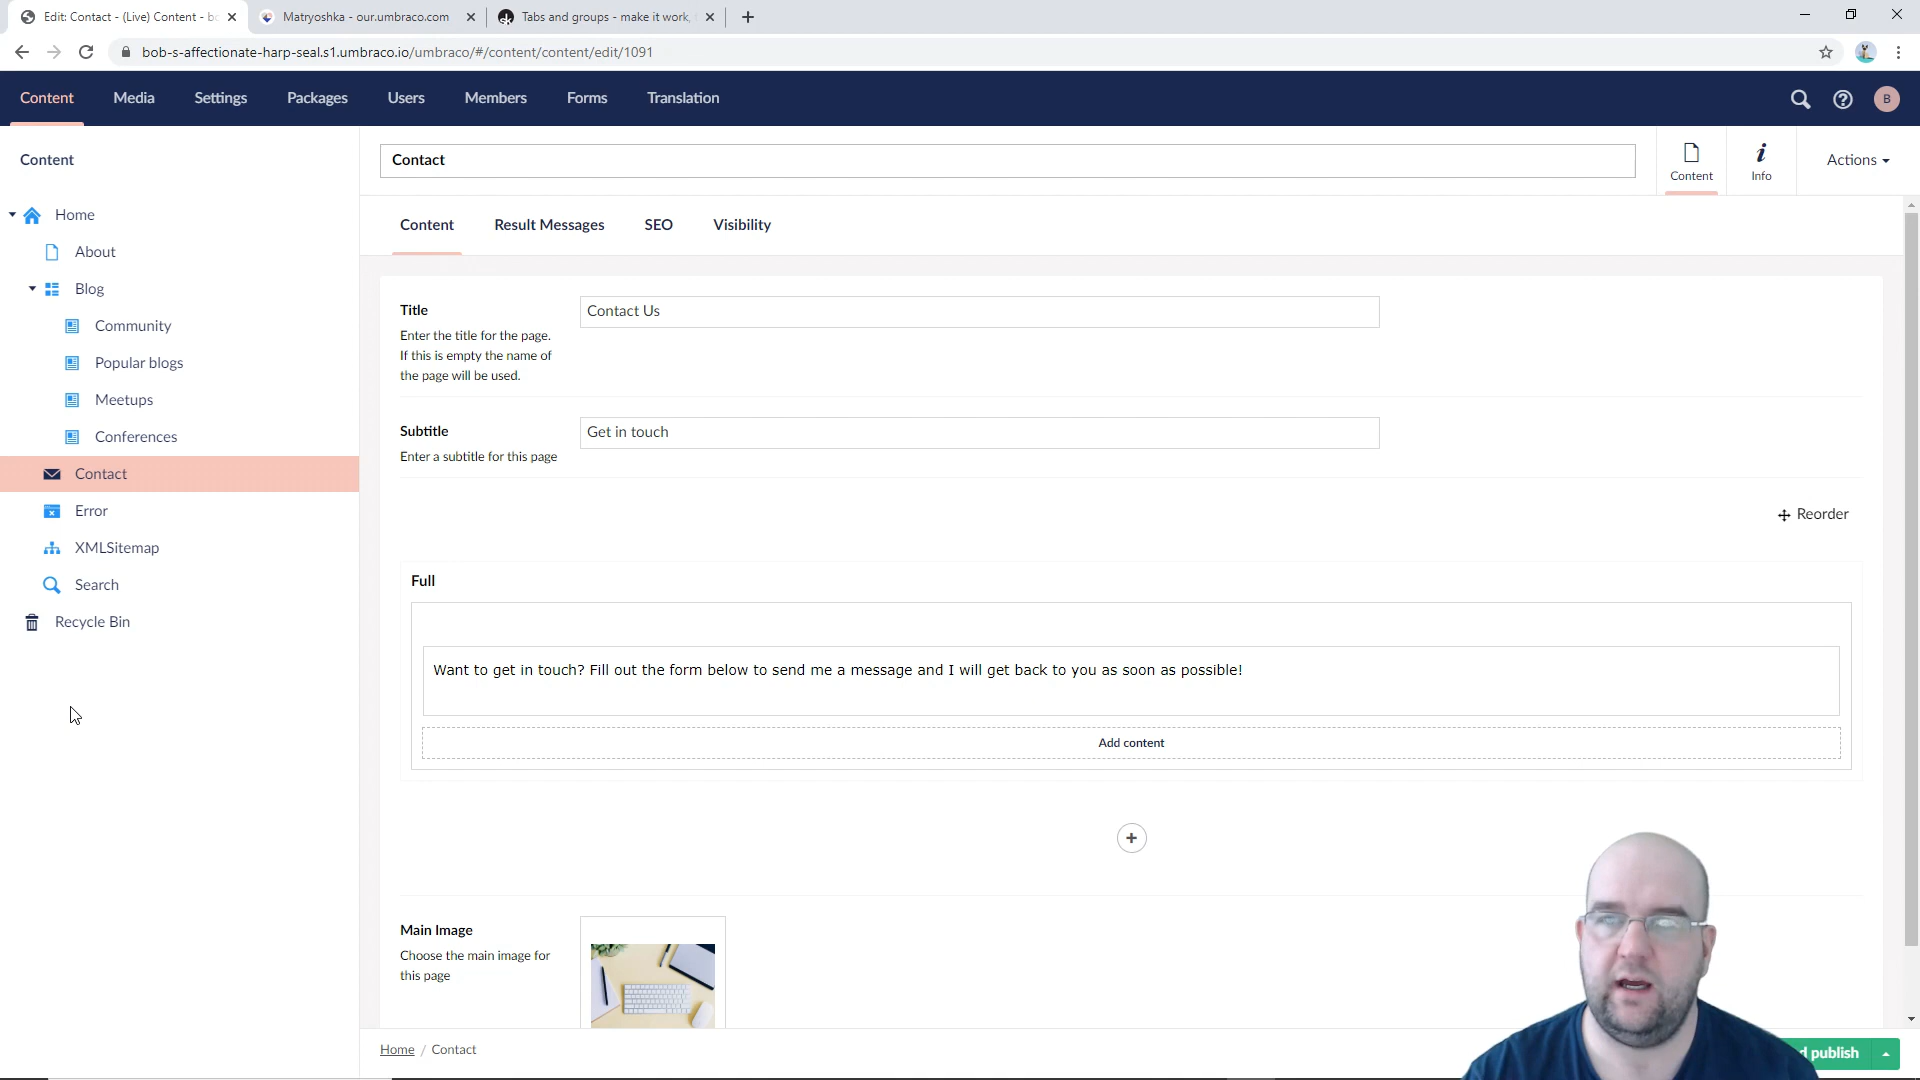 Edit: Contact - (Live) Content - bo
Matryoshka - our.umbraco.com
Tabs and groups - make it work,
bob-s-affectionate-harp-seal.s1.umbraco.io/umbraco/#/content/content/edit/1091
Content
Media
Settings
Packages
Users
Members
Forms
Translation
B
Content
Home
About
Blog
Community
Popular blogs
Meetups
Conferences
Contact
Error
XMLSitemap
Search
Recycle Bin
Contact
Content
Info
Actions
Content
Result Messages
SEO
Visibility
Title
Enter the title for the page.
If this is empty the name of
the page will be used.
Contact Us
Subtitle
Enter a subtitle for this page
Get in touch
Reorder
Full
Want to get in touch? Fill out the form below to send me a message and I will get back to you as soon as possible!
Add content
Main Image
Choose the main image for
this page
Home / Contact
publish